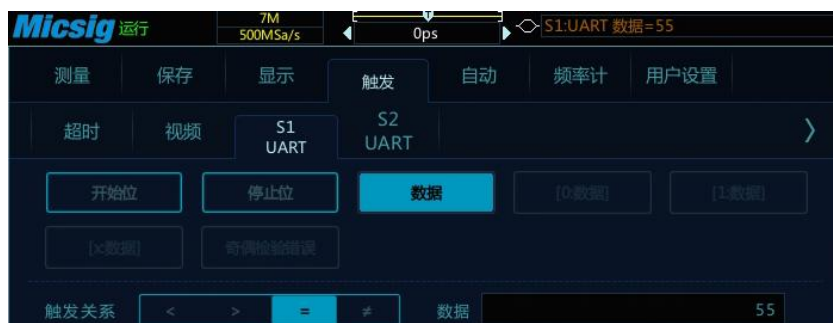 Micsig 运行 7M 500MSa/s 0ps T S1:UART 数据=55
测量 保存 显示 触发 自动 频率计 用户设置
超时 视频 S1 UART S2 UART
开始位 停止位 数据 [0:数据] [1:数据]
[x:数据] 奇偶检验错误
触发关系 < > = ≠ 数据 55